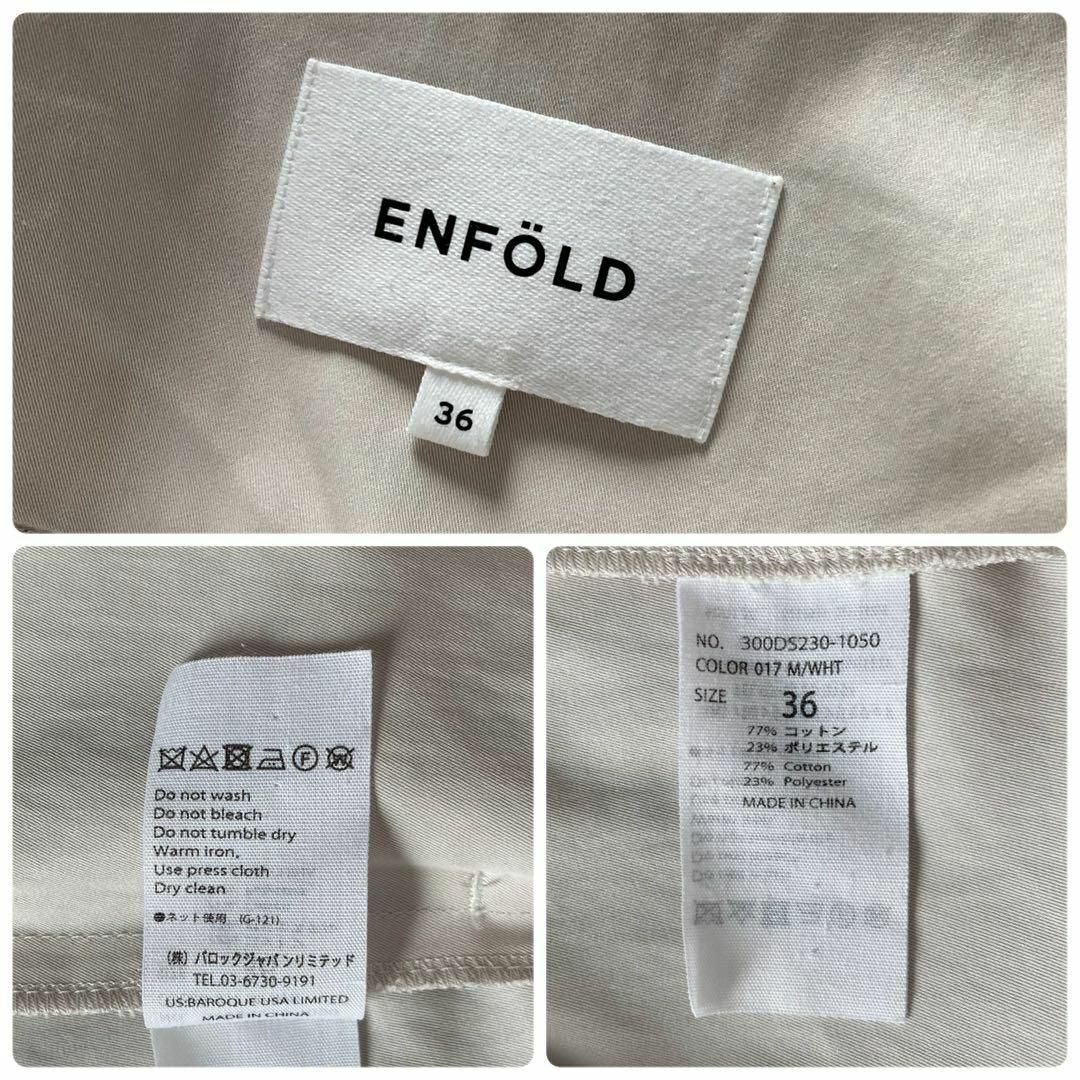 ENFÖLD
36
F
W
Do not wash
Do not bleach
Do not tumble dry
Warm iron.
Use press cloth
Dry clean
●ネット使用 (G-121)
(株) バロックジャパンリミテッド
TEL.03-6730-9191
US:BAROQUE USA LIMITED
MADE IN CHINA
NO. 300DS230-1050
COLOR 017 M/WHT
SIZE 36
77% コットン
23% ポリエステル
77% Cotton
23% Polyester
MADE IN CHINA